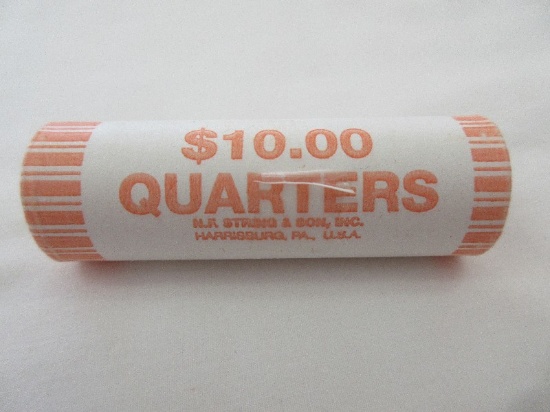 $10.00
QUARTERS
N.F. STRING & SON, INC.
HARRISBURG, PA., U.S.A.